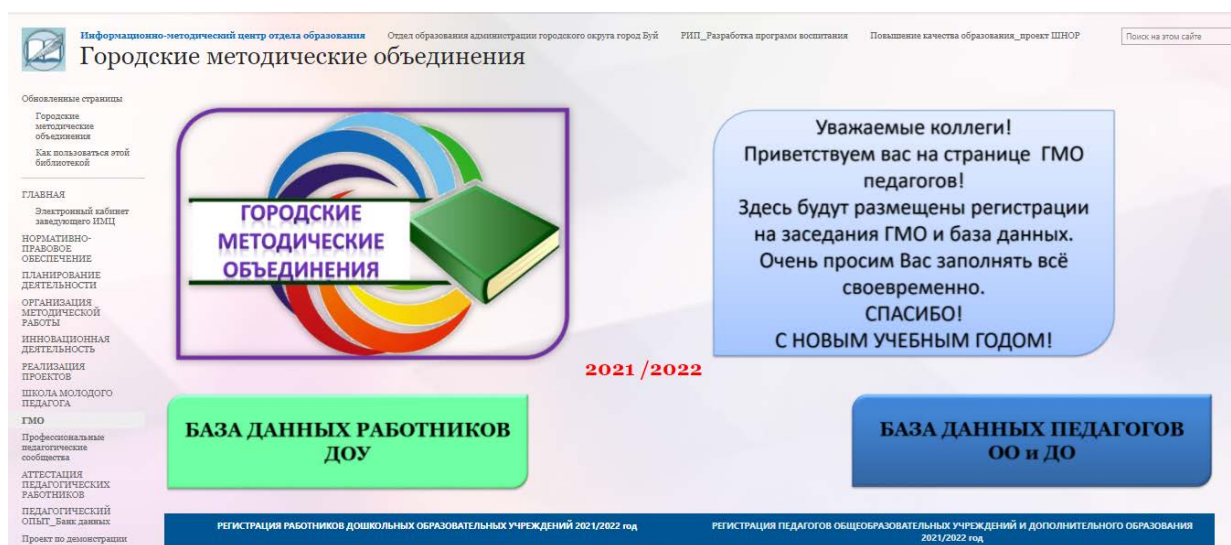 Информационно-методический центр отдела образования
Отдел образования администрации городского округа город Буй
РИП_Разработка программ воспитания
Повышение качества образования_проект ШНОР
Поиск на этом сайте
Городские методические объединения
Обновленные страницы
Городские
методические
объединения
Как пользоваться этой
библиотекой
ГЛАВНАЯ
Электронный кабинет
заведующего ИМЦ
НОРМАТИВНО-
ПРАВОВОЕ
ОБЕСПЕЧЕНИЕ
ПЛАНИРОВАНИЕ
ДЕЯТЕЛЬНОСТИ
ОРГАНИЗАЦИЯ
МЕТОДИЧЕСКОЙ
РАБОТЫ
ИННОВАЦИОННАЯ
ДЕЯТЕЛЬНОСТЬ
РЕАЛИЗАЦИЯ
ПРОЕКТОВ
ШКОЛА МОЛОДОГО
ПЕДАГОГА
ГМО
Профессиональные
педагогические
сообщества
АТТЕСТАЦИЯ
ПЕДАГОГИЧЕСКИХ
РАБОТНИКОВ
ПЕДАГОГИЧЕСКИЙ
ОПЫТ_Банк данных
Проект по демонстрации
ГОРОДСКИЕ
МЕТОДИЧЕСКИЕ
ОБЪЕДИНЕНИЯ
Уважаемые коллеги!
Приветствуем вас на странице ГМО
педагогов!
Здесь будут размещены регистрации
на заседания ГМО и база данных.
Очень просим Вас заполнять всё
своевременно.
СПАСИБО!
С НОВЫМ УЧЕБНЫМ ГОДОМ!
2021 /2022
БАЗА ДАННЫХ РАБОТНИКОВ
ДОУ
БАЗА ДАННЫХ ПЕДАГОГОВ
ОО и ДО
РЕГИСТРАЦИЯ РАБОТНИКОВ ДОШКОЛЬНЫХ ОБРАЗОВАТЕЛЬНЫХ УЧРЕЖДЕНИЙ 2021/2022 год
РЕГИСТРАЦИЯ ПЕДАГОГОВ ОБЩЕОБРАЗОВАТЕЛЬНЫХ УЧРЕЖДЕНИЙ И ДОПОЛНИТЕЛЬНОГО ОБРАЗОВАНИЯ
2021/2022 год